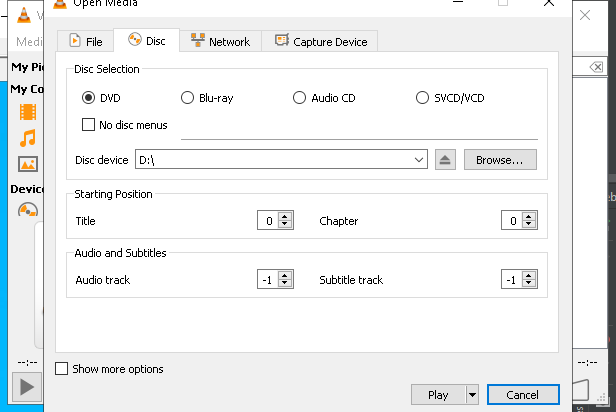 Open Media
V
Medi
File
Disc
Network
Capture Device
My Pi
My Co
Device
Disc Selection
DVD
Blu-ray
Audio CD
SVCD/VCD
No disc menus
Disc device
D:\
Browse...
Starting Position
Title
0
Chapter
0
Audio and Subtitles
Audio track
-1
Subtitle track
-1
--:--
--:--
Show more options
Play
Cancel